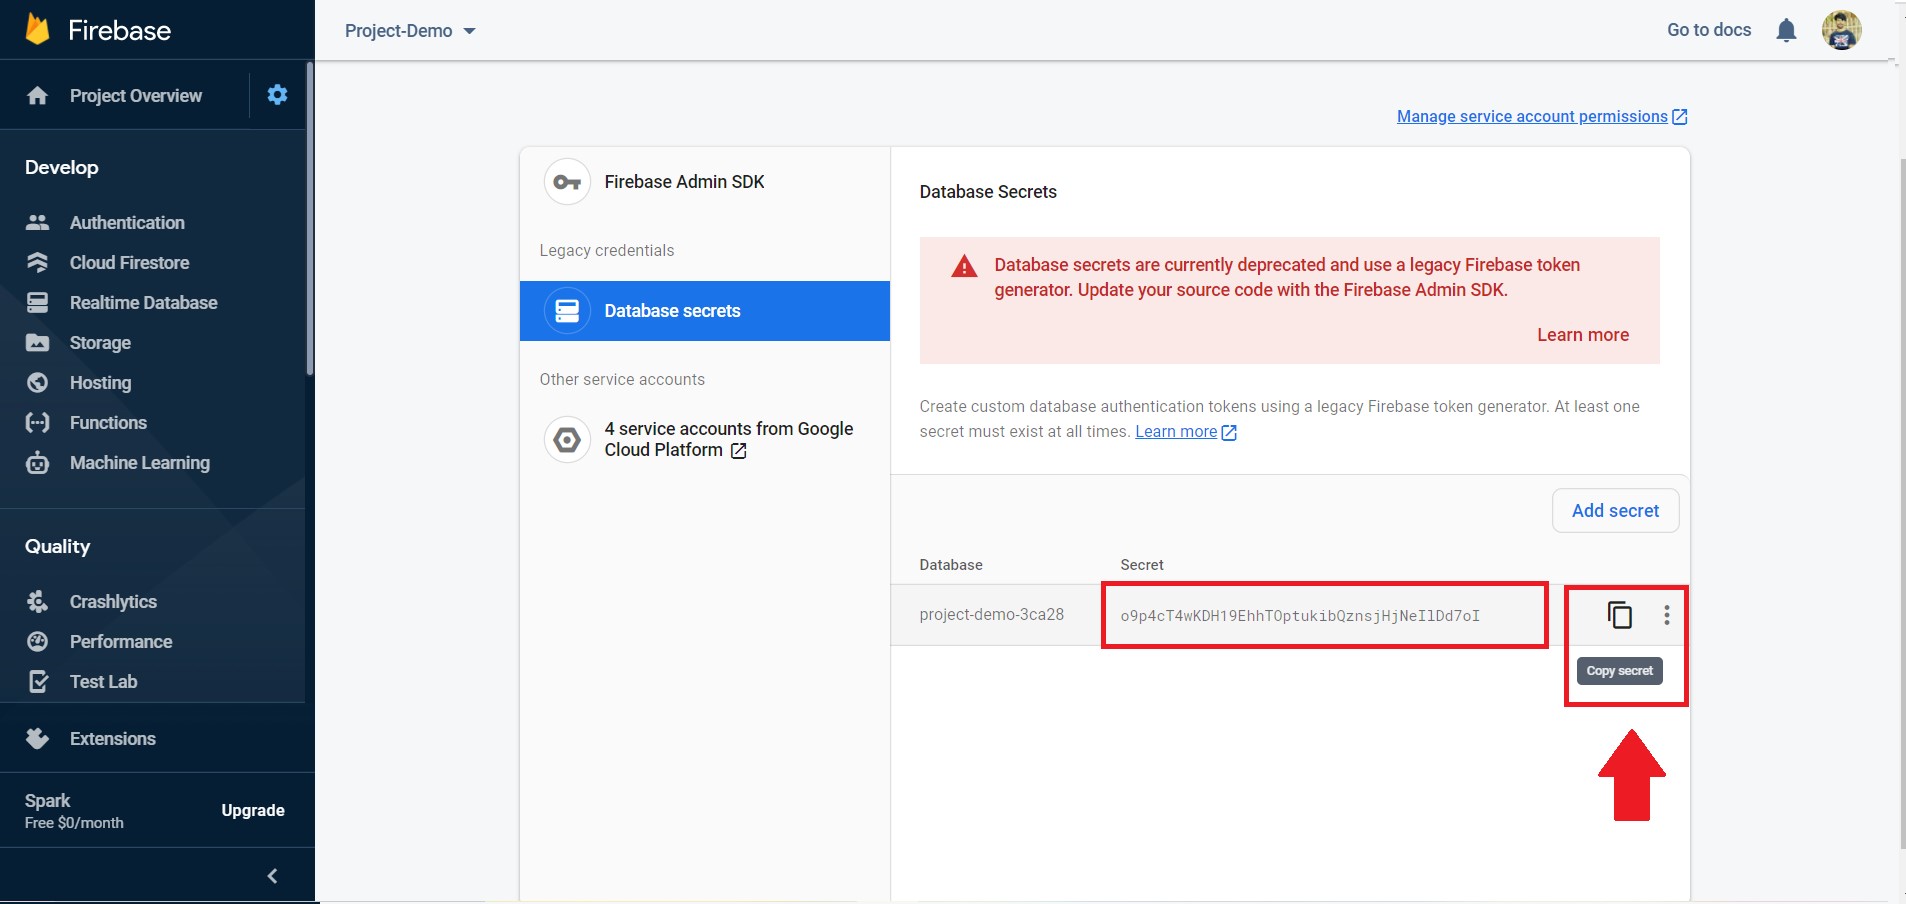 Firebase
Project-Demo
Go to docs
Project Overview
Manage service account permissions
Develop
Authentication
Cloud Firestore
Realtime Database
Storage
Hosting
Functions
Machine Learning
Quality
Crashlytics
Performance
Test Lab
Extensions
Spark
Free $0/month
Upgrade
Firebase Admin SDK
Legacy credentials
Database secrets
Other service accounts
4 service accounts from Google
Cloud Platform
Database Secrets
Database secrets are currently deprecated and use a legacy Firebase token
generator. Update your source code with the Firebase Admin SDK.
Learn more
Create custom database authentication tokens using a legacy Firebase token generator. At least one
secret must exist at all times. Learn more
Add secret
Database Secret
project-demo-3ca28 o9p4cT4wKDH19EhhTOptukibQznsjHjNeIlDd7oI
Copy secret